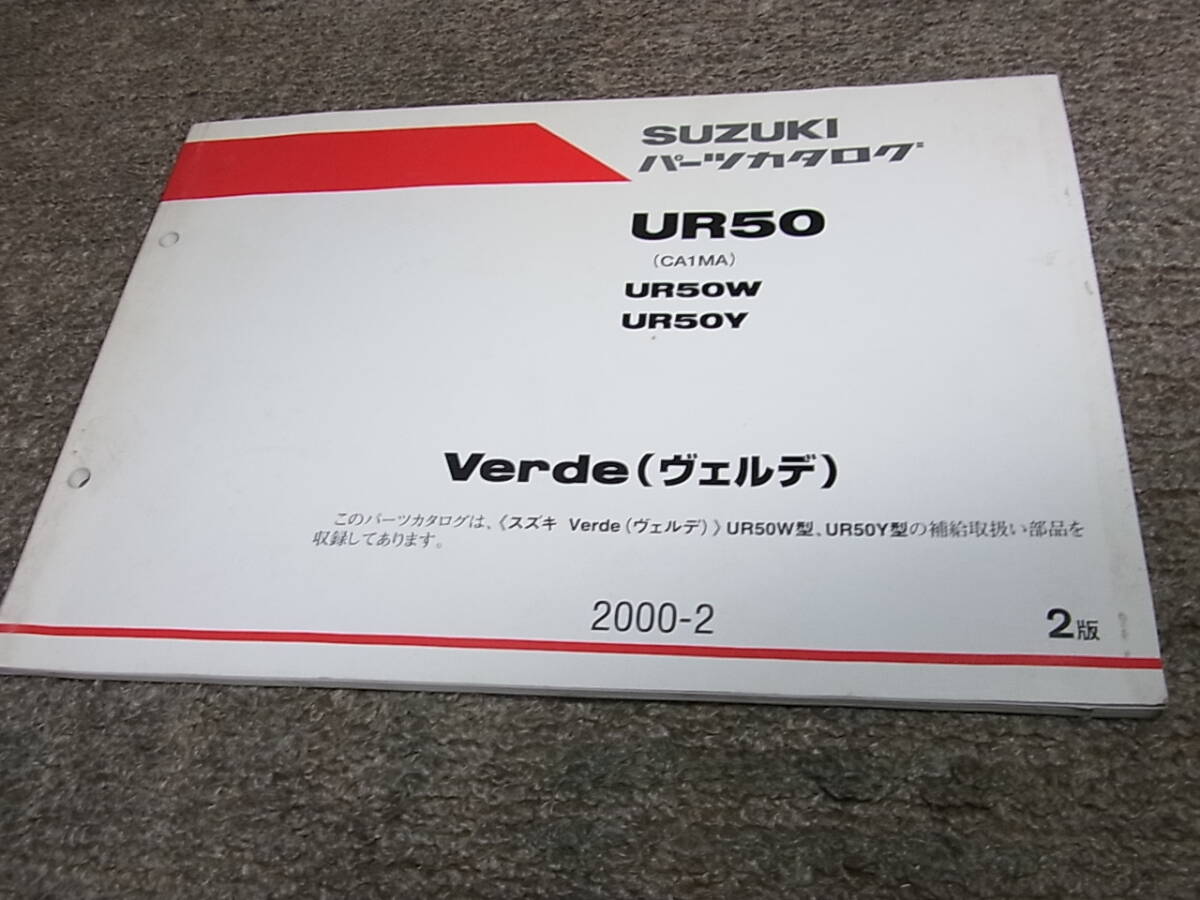 SUZUKI
パーツカタログ
UR50
(CA1MA)
UR50W
UR50Y
Verde(ヴェルデ)
このパーツカタログは、《スズキ Verde(ヴェルデ)》UR50W型、UR50Y型の補給取扱い部品を
収録してあります。
2000-2
2版